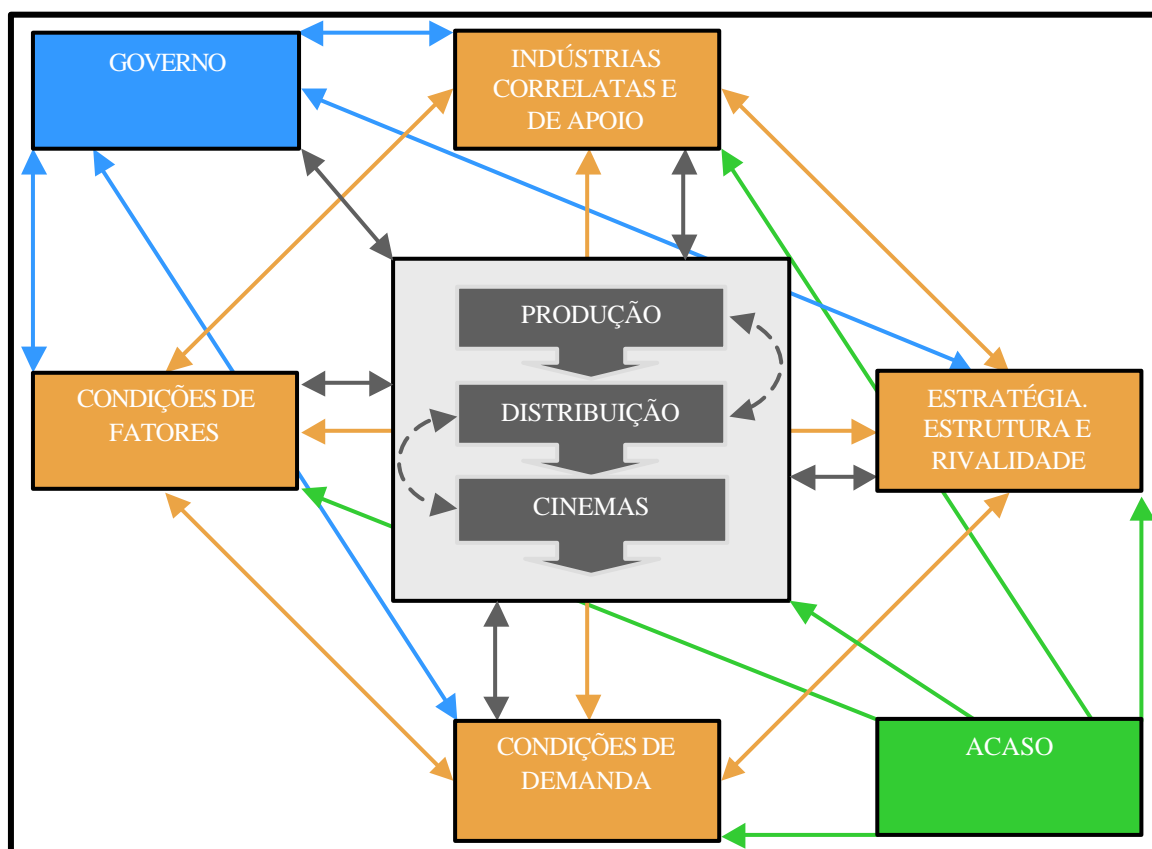 GOVERNO
INDÚSTRIAS
CORRELATAS E
DE APOIO
PRODUÇÃO
DISTRIBUIÇÃO
CINEMAS
CONDIÇÕES DE
FATORES
ESTRATÉGIA.
ESTRUTURA E
RIVALIDADE
CONDIÇÕES DE
DEMANDA
ACASO